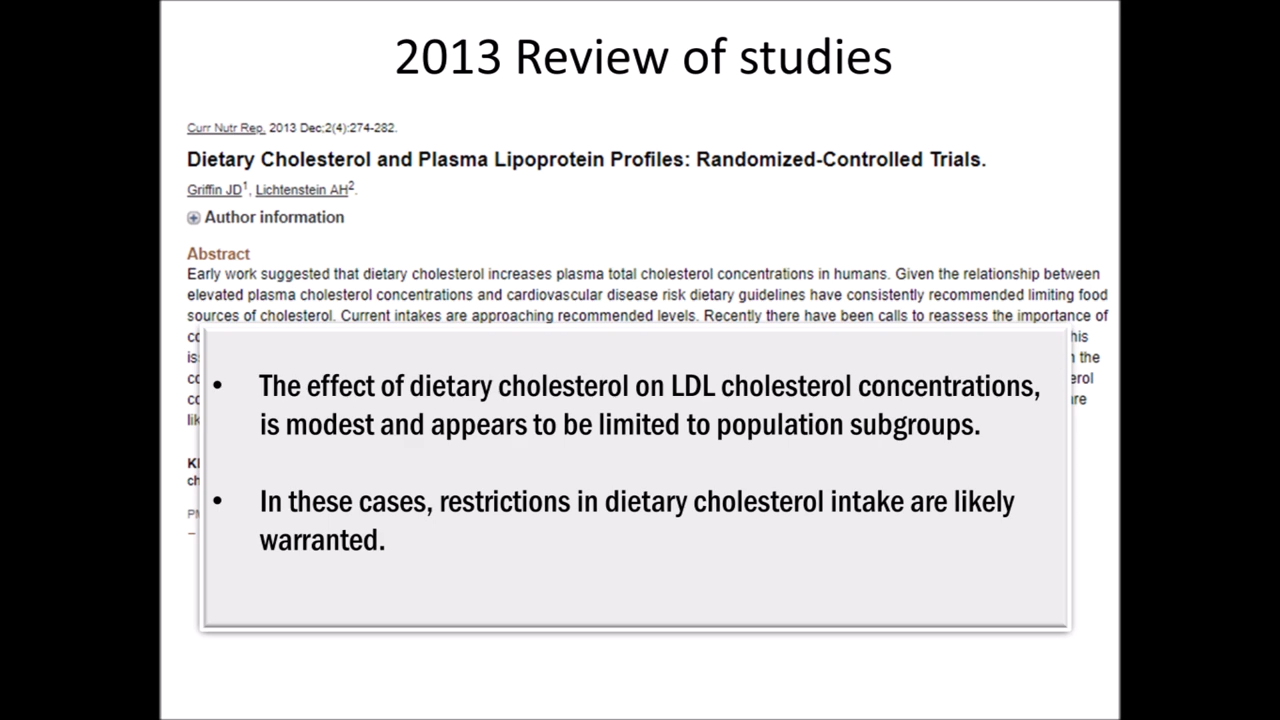 2013 Review of studies
Curr Nutr Rep. 2013 Dec;2(4):274-282.
Dietary Cholesterol and Plasma Lipoprotein Profiles: Randomized-Controlled Trials.
Griffin JD1, Lichtenstein AH2.
Author information
Abstract
Early work suggested that dietary cholesterol increases plasma total cholesterol concentrations in humans. Given the relationship between
elevated plasma cholesterol concentrations and cardiovascular disease risk dietary guidelines have consistently recommended limiting food
sources of cholesterol. Current intakes are approaching recommended levels. Recently there have been calls to reassess the importance of
• The effect of dietary cholesterol on LDL cholesterol concentrations,
is modest and appears to be limited to population subgroups.
• In these cases, restrictions in dietary cholesterol intake are likely
warranted.